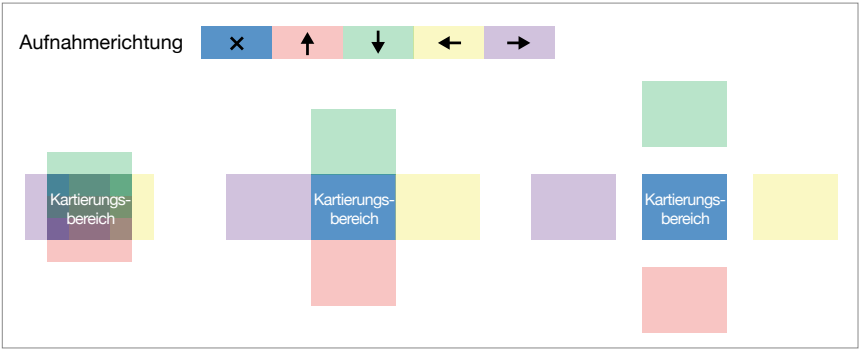 Aufnahmerichtung
Kartierungs-
bereich
Kartierungs-
bereich
Kartierungs-
bereich